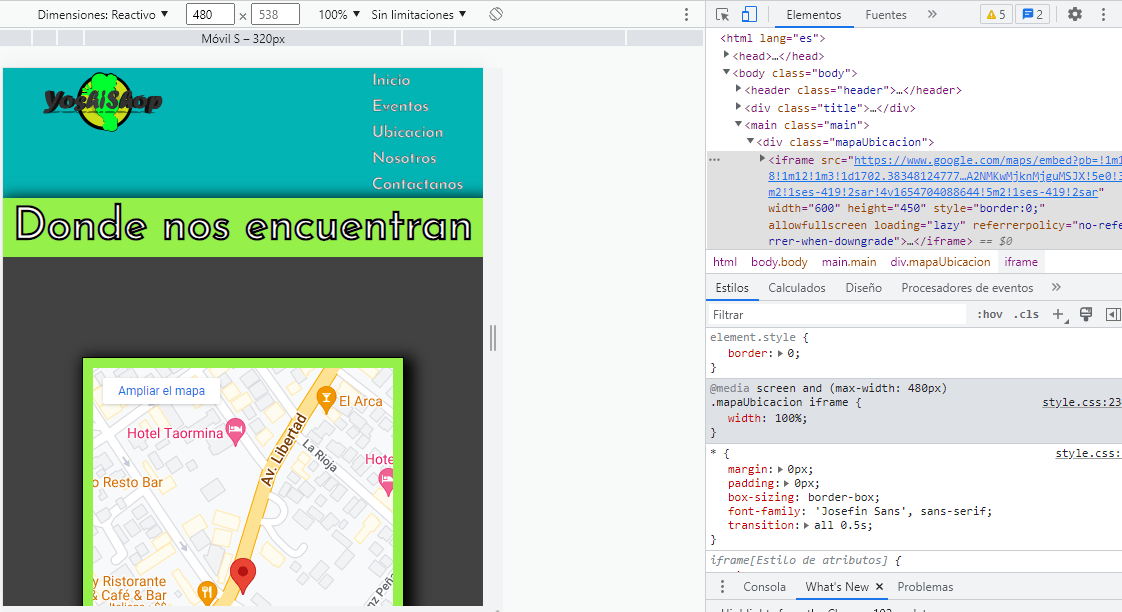 Dimensiones: Reactivo ▼ 480 × 538 100% ▼ Sin limitaciones ▼
Móvil S – 320px
YoshiShop
Inicio
Eventos
Ubicacion
Nosotros
Contactanos
Donde nos encuentran
Ampliar el mapa
El Arca
Hotel Taormina
Av. Libertad
La Rioja
Hote
o Resto Bar
y Ristorante
& Café & Bar
Italiano • $$
nz Peñ
Elementos Fuentes » 5 2
<html lang="es">
<head>…</head>
<body class="body">
<header class="header">…</header>
<div class="title">…</div>
<main class="main">
<div class="mapaUbicacion">
<iframe src="https://www.google.com/maps/embed?pb=!1m1
8!1m12!1m3!1d1702.38348124777…A2NMKwMjknMjguMSJX!5e0!3
m2!1ses-419!2sar!4v1654704088644!5m2!1ses-419!2sar"
width="600" height="450" style="border:0;"
allowfullscreen loading="lazy" referrerpolicy="no-refe
rrer-when-downgrade">…</iframe> == $0
html body.body main.main div.mapaUbicacion iframe
Estilos Calculados Diseño Procesadores de eventos »
Filtrar :hov .cls +
element.style {
border: 0;
}
@media screen and (max-width: 480px)
.mapaUbicacion iframe { style.css:23
width: 100%;
}
* { style.css:
margin: 0px;
padding: 0px;
box-sizing: border-box;
font-family: 'Josefin Sans', sans-serif;
transition: all 0.5s;
}
iframe[Estilo de atributos] {
Consola What's New × Problemas